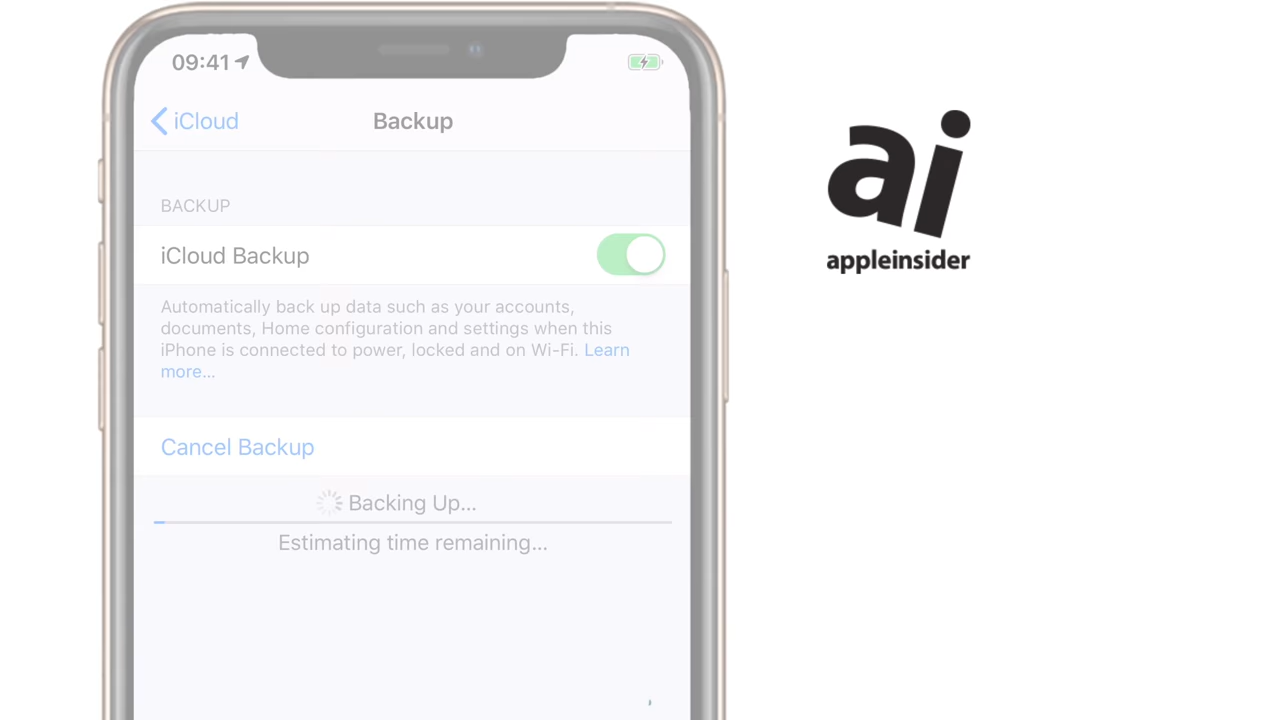 09:41
iCloud
Backup
BACKUP
iCloud Backup
Automatically back up data such as your accounts,
documents, Home configuration and settings when this
iPhone is connected to power, locked and on Wi-Fi. Learn
more...
Cancel Backup
Backing Up...
Estimating time remaining...
ai
appleinsider